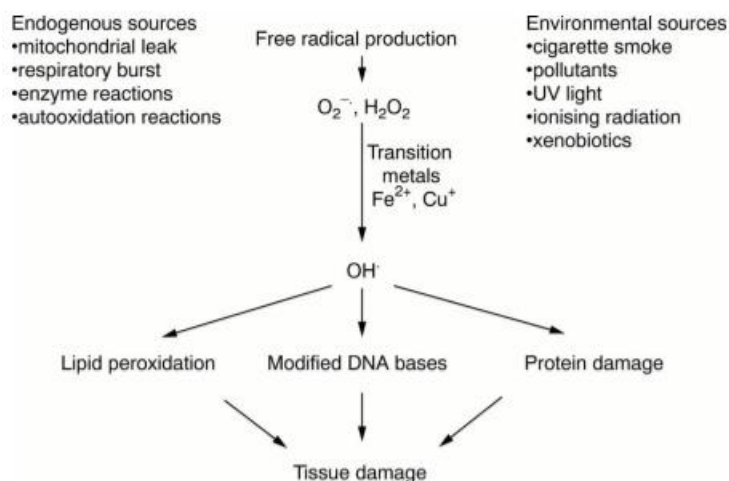 Endogenous sources
•mitochondrial leak
•respiratory burst
•enzyme reactions
•autooxidation reactions
Free radical production
Environmental sources
•cigarette smoke
•pollutants
•UV light
•ionising radiation
•xenobiotics
O₂⁻˙, H₂O₂
Transition
metals
Fe²⁺, Cu⁺
OH˙
Lipid peroxidation
Modified DNA bases
Protein damage
Tissue damage